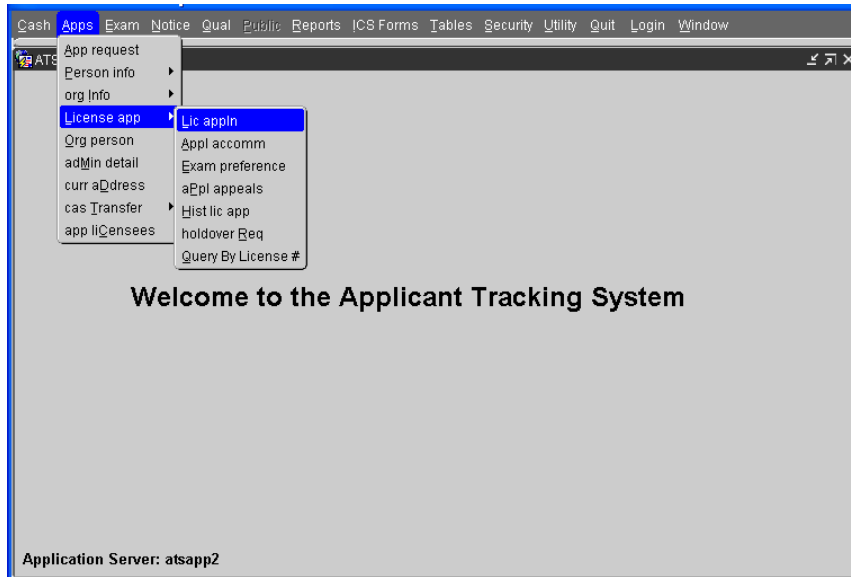 Cash Apps Exam Notice Qual Public Reports ICS Forms Tables Security Utility Quit Login Window
ATS
App request
Person info
org Info
License app
Org person
adMin detail
curr aDdress
cas Transfer
app liCensees
Lic appln
Appl accomm
Exam preference
aPpl appeals
Hist lic app
holdover Req
Query By License #
Welcome to the Applicant Tracking System
Application Server: atsapp2